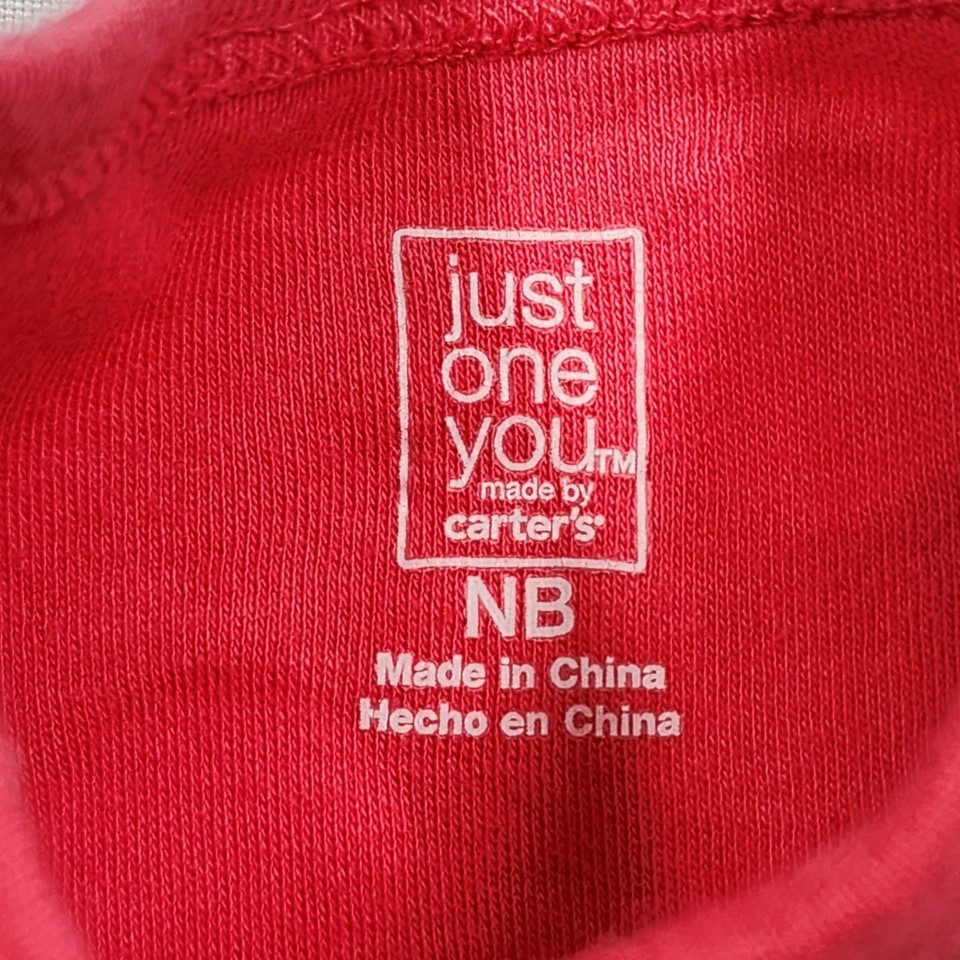 just
one
you™
made by
carter's
NB
Made in China
Hecho en China